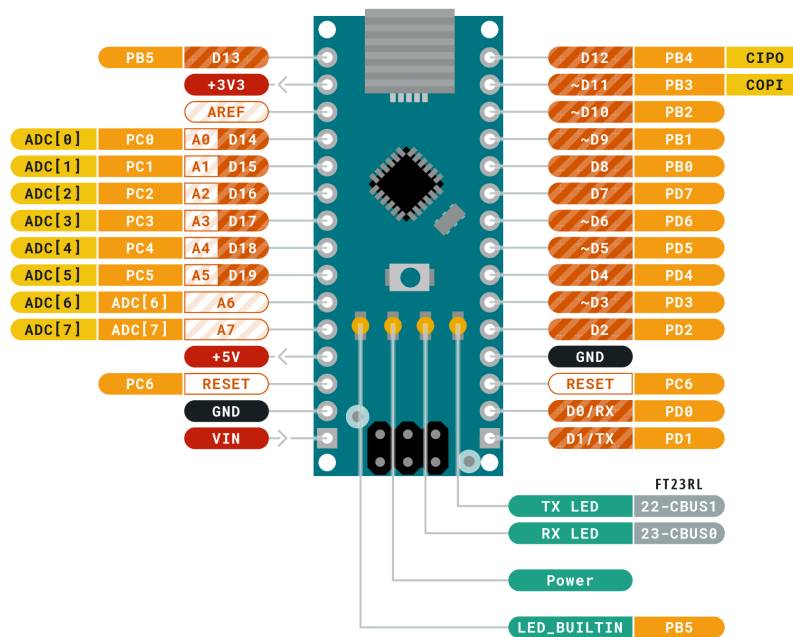 PB5 D13 D12 PB4 CIPO
+3V3 ~D11 PB3 COPI
AREF ~D10 PB2
ADC[0] PC0 A0 D14 ~D9 PB1
ADC[1] PC1 A1 D15 D8 PB0
ADC[2] PC2 A2 D16 D7 PD7
ADC[3] PC3 A3 D17 ~D6 PD6
ADC[4] PC4 A4 D18 ~D5 PD5
ADC[5] PC5 A5 D19 D4 PD4
ADC[6] ADC[6] A6 ~D3 PD3
ADC[7] ADC[7] A7 D2 PD2
+5V GND
PC6 RESET RESET PC6
GND D0/RX PD0
VIN D1/TX PD1
FT23RL
TX LED 22-CBUS1
RX LED 23-CBUS0
Power
LED_BUILTIN PB5